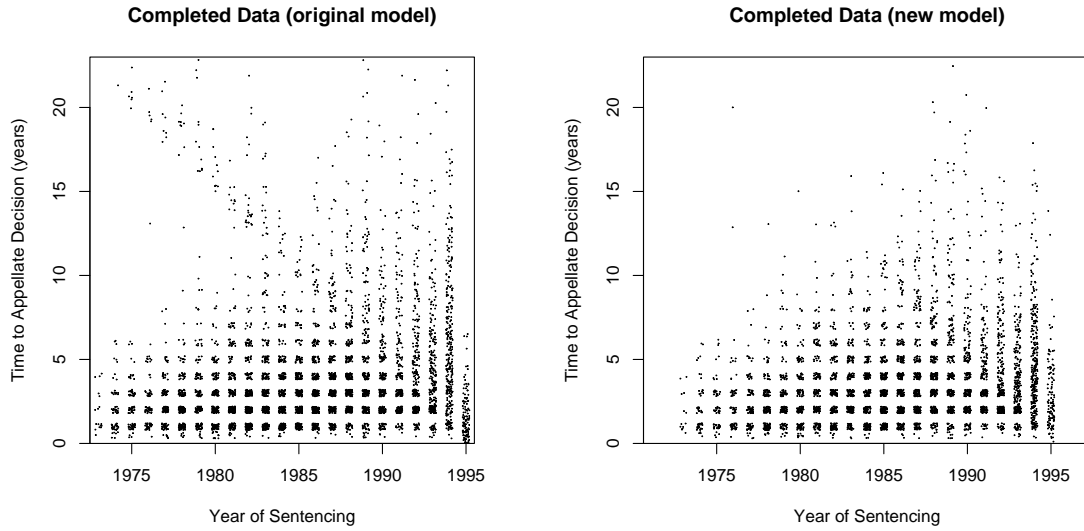 Completed Data (original model)
Time to Appellate Decision (years)
20
15
10
5
0
1975 1980 1985 1990 1995
Year of Sentencing
Completed Data (new model)
Time to Appellate Decision (years)
20
15
10
5
0
1975 1980 1985 1990 1995
Year of Sentencing